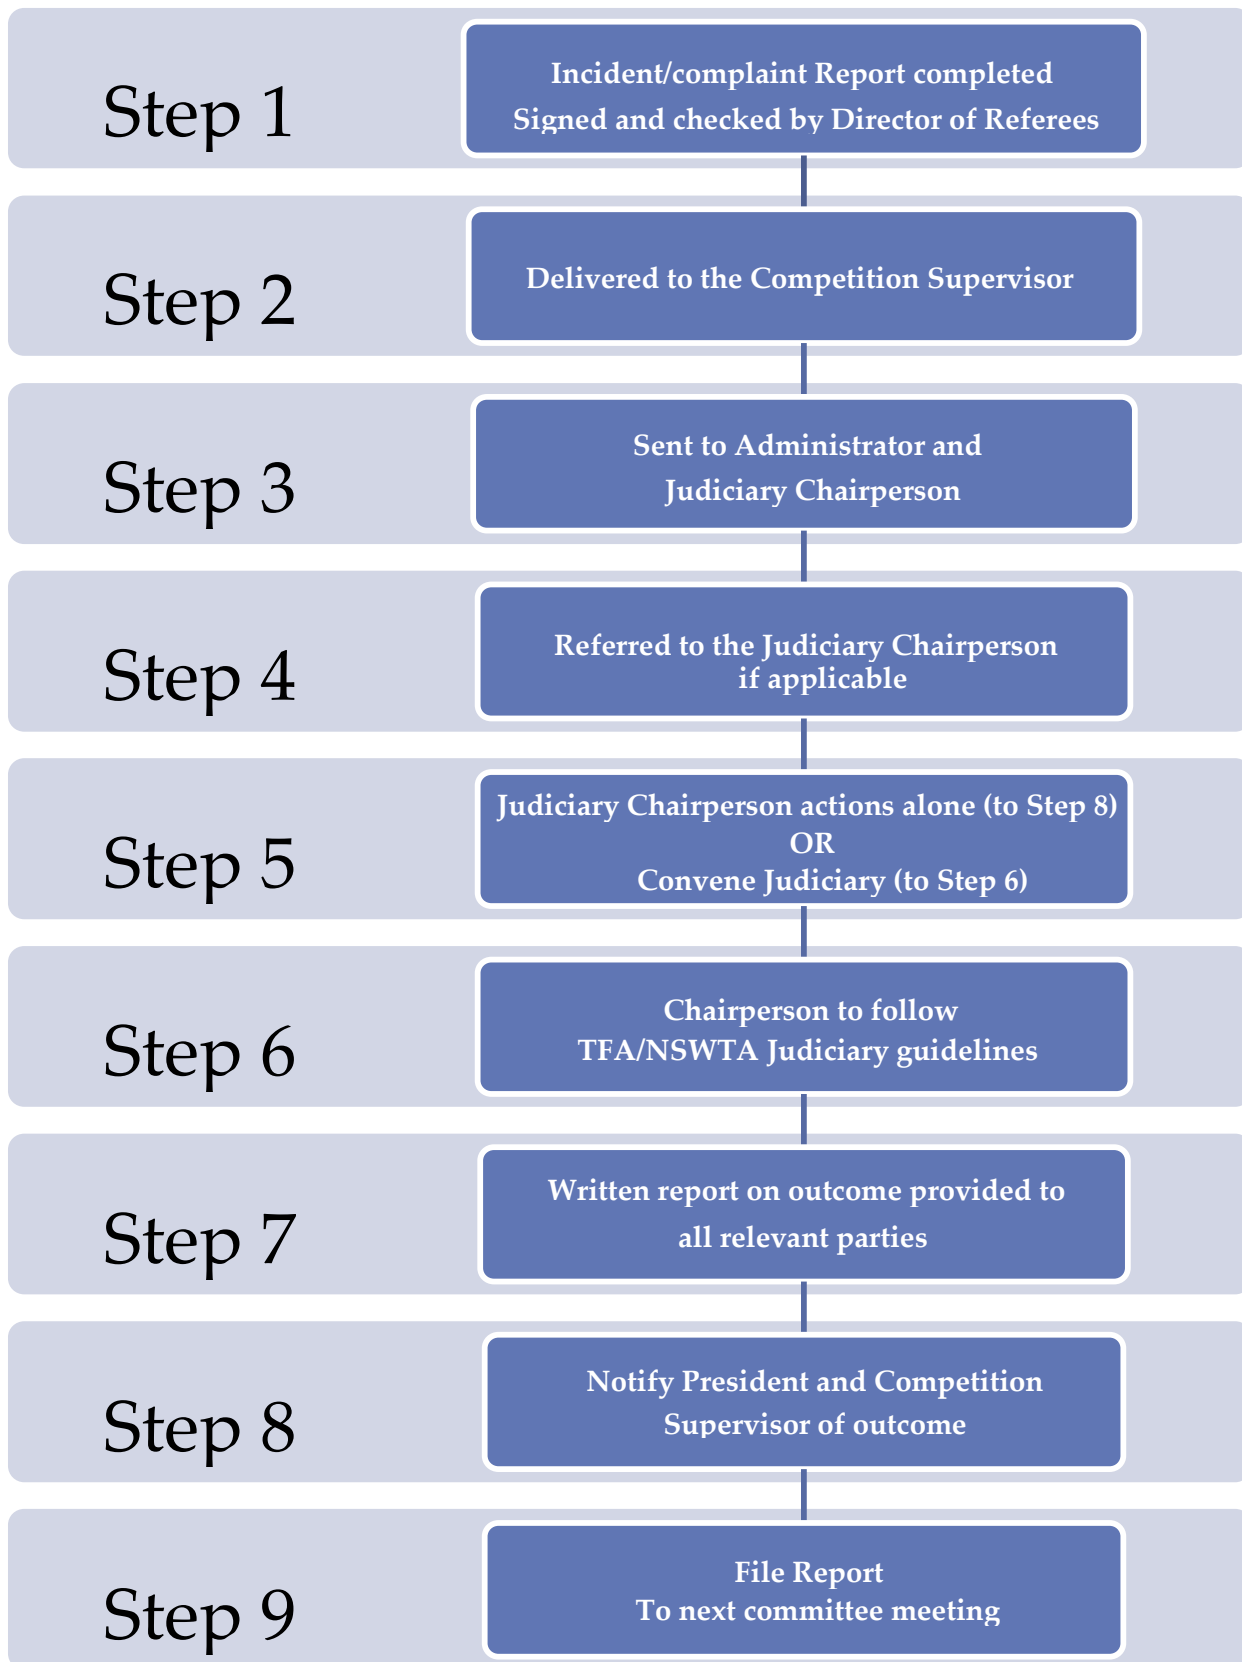 Step 1
Incident/complaint Report completed
Signed and checked by Director of Referees
Step 2
Delivered to the Competition Supervisor
Step 3
Sent to Administrator and
Judiciary Chairperson
Step 4
Referred to the Judiciary Chairperson
if applicable
Step 5
Judiciary Chairperson actions alone (to Step 8)
OR
Convene Judiciary (to Step 6)
Step 6
Chairperson to follow
TFA/NSWTA Judiciary guidelines
Step 7
Written report on outcome provided to
all relevant parties
Step 8
Notify President and Competition
Supervisor of outcome
Step 9
File Report
To next committee meeting